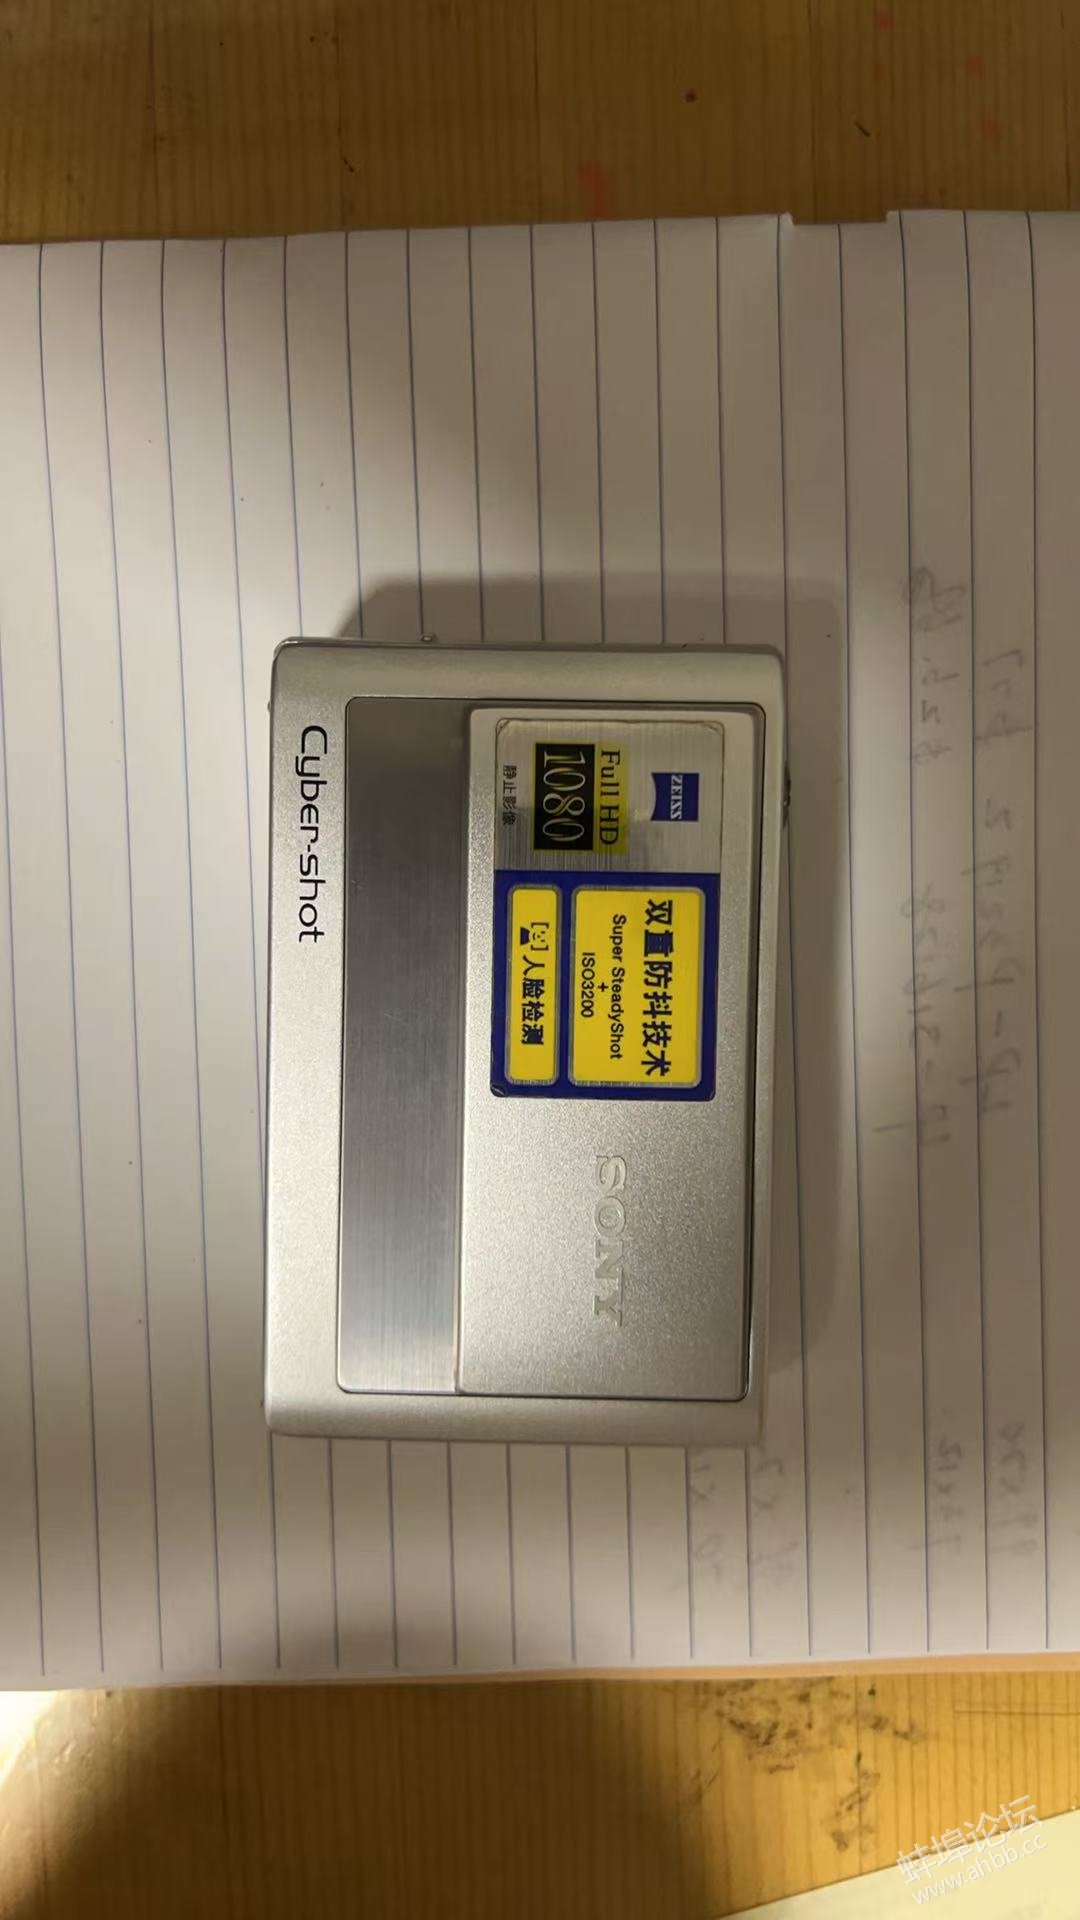 Cyber-shot
ZEISS
Full HD
1080
静止影像
双重防抖技术
Super SteadyShot
+
ISO3200
人脸检测
SONY
蚌埠论坛
www.ahbb.cc